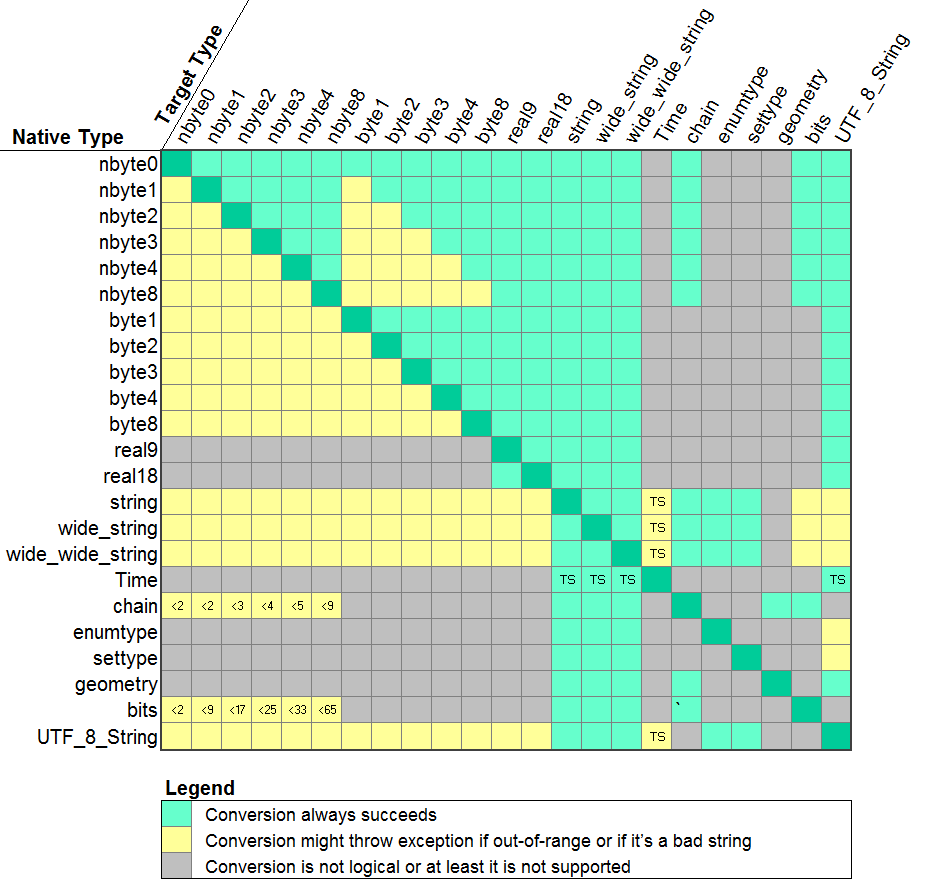 Target Type
Native Type
nbyte0 nbyte1 nbyte2 nbyte3 nbyte4 nbyte8 byte1 byte2 byte3 byte4 byte8 real9 real18 string wide_string wide_wide_string Time chain enumtype settype geometry bits UTF_8_String
nbyte0
nbyte1
nbyte2
nbyte3
nbyte4
nbyte8
byte1
byte2
byte3
byte4
byte8
real9
real18
string TS
wide_string TS
wide_wide_string TS
Time TS TS TS TS
chain <2 <2 <3 <4 <5 <9
enumtype
settype
geometry
bits <2 <9 <17 <25 <33 <65 `
UTF_8_String TS
Legend
Conversion always succeeds
Conversion might throw exception if out-of-range or if it's a bad string
Conversion is not logical or at least it is not supported